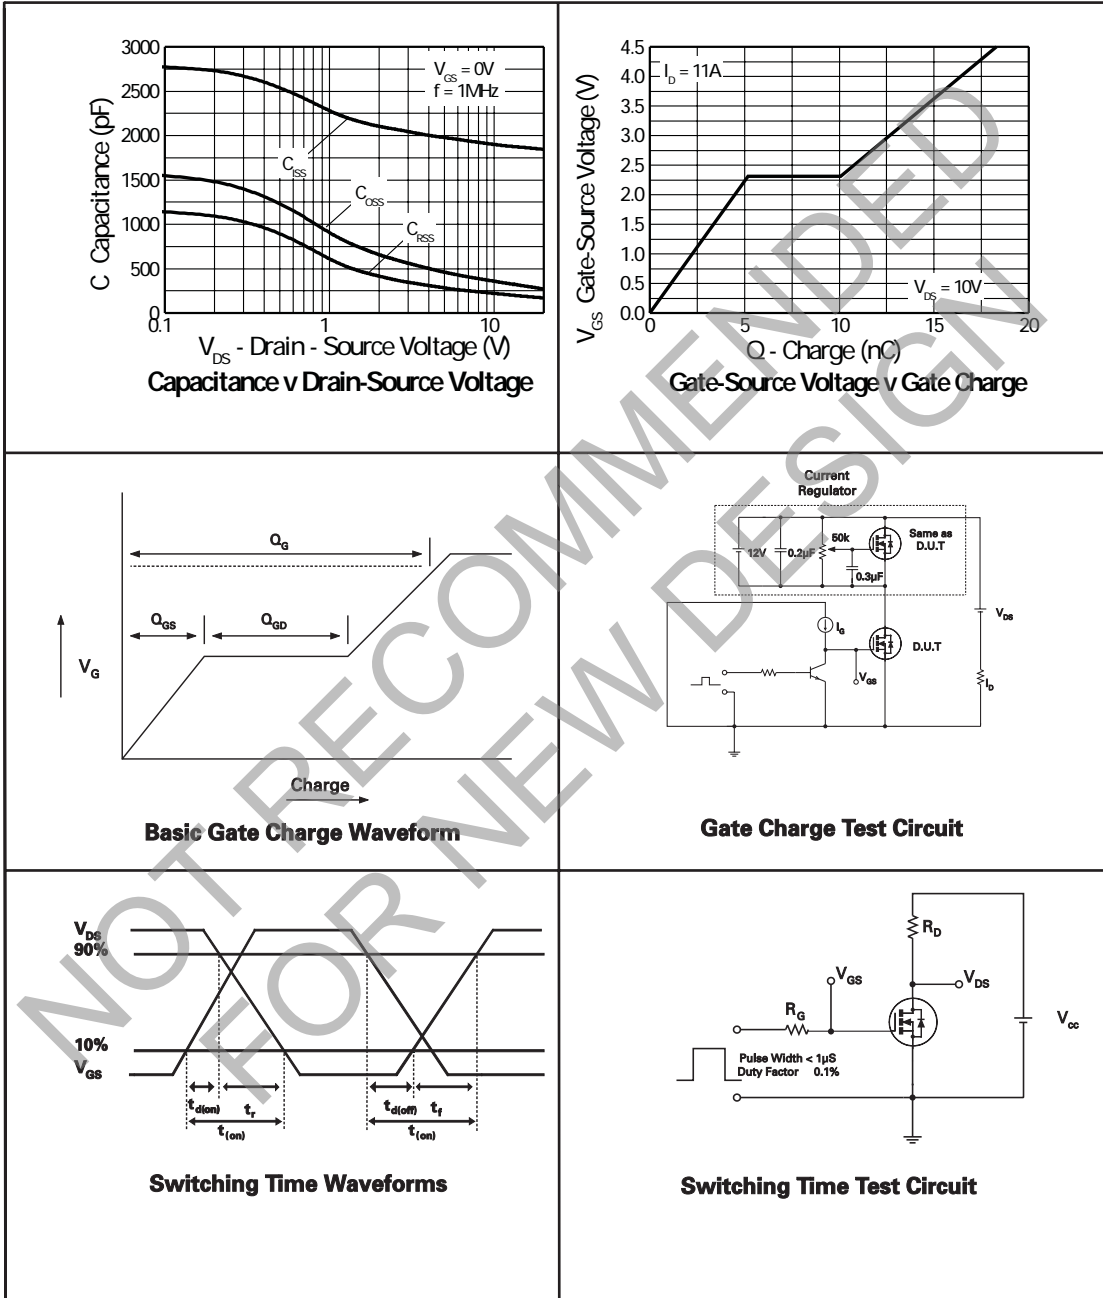 3000
2500
2000
1500
1000
500
0
0.1
1
10
C Capacitance (pF)
VGS = 0V
f = 1MHz
CISS
COSS
CRSS
VDS - Drain - Source Voltage (V)
Capacitance v Drain-Source Voltage
4.5
4.0
3.5
3.0
2.5
2.0
1.5
1.0
0.5
0.0
0
5
10
15
20
VGS Gate-Source Voltage (V)
ID = 11A
VDS = 10V
Q - Charge (nC)
Gate-Source Voltage v Gate Charge
QG
QGS
QGD
VG
Charge
Basic Gate Charge Waveform
Current
Regulator
12V
0.2µF
50k
0.3µF
Same as
D.U.T
IG
VGS
D.U.T
VDS
ID
Gate Charge Test Circuit
VDS
90%
10%
VGS
td(on)
tr
t(on)
td(off)
tf
t(on)
Switching Time Waveforms
RD
VGS
VDS
RG
Vcc
Pulse Width < 1µS
Duty Factor 0.1%
Switching Time Test Circuit
NOT RECOMMENDED
FOR NEW DESIGN